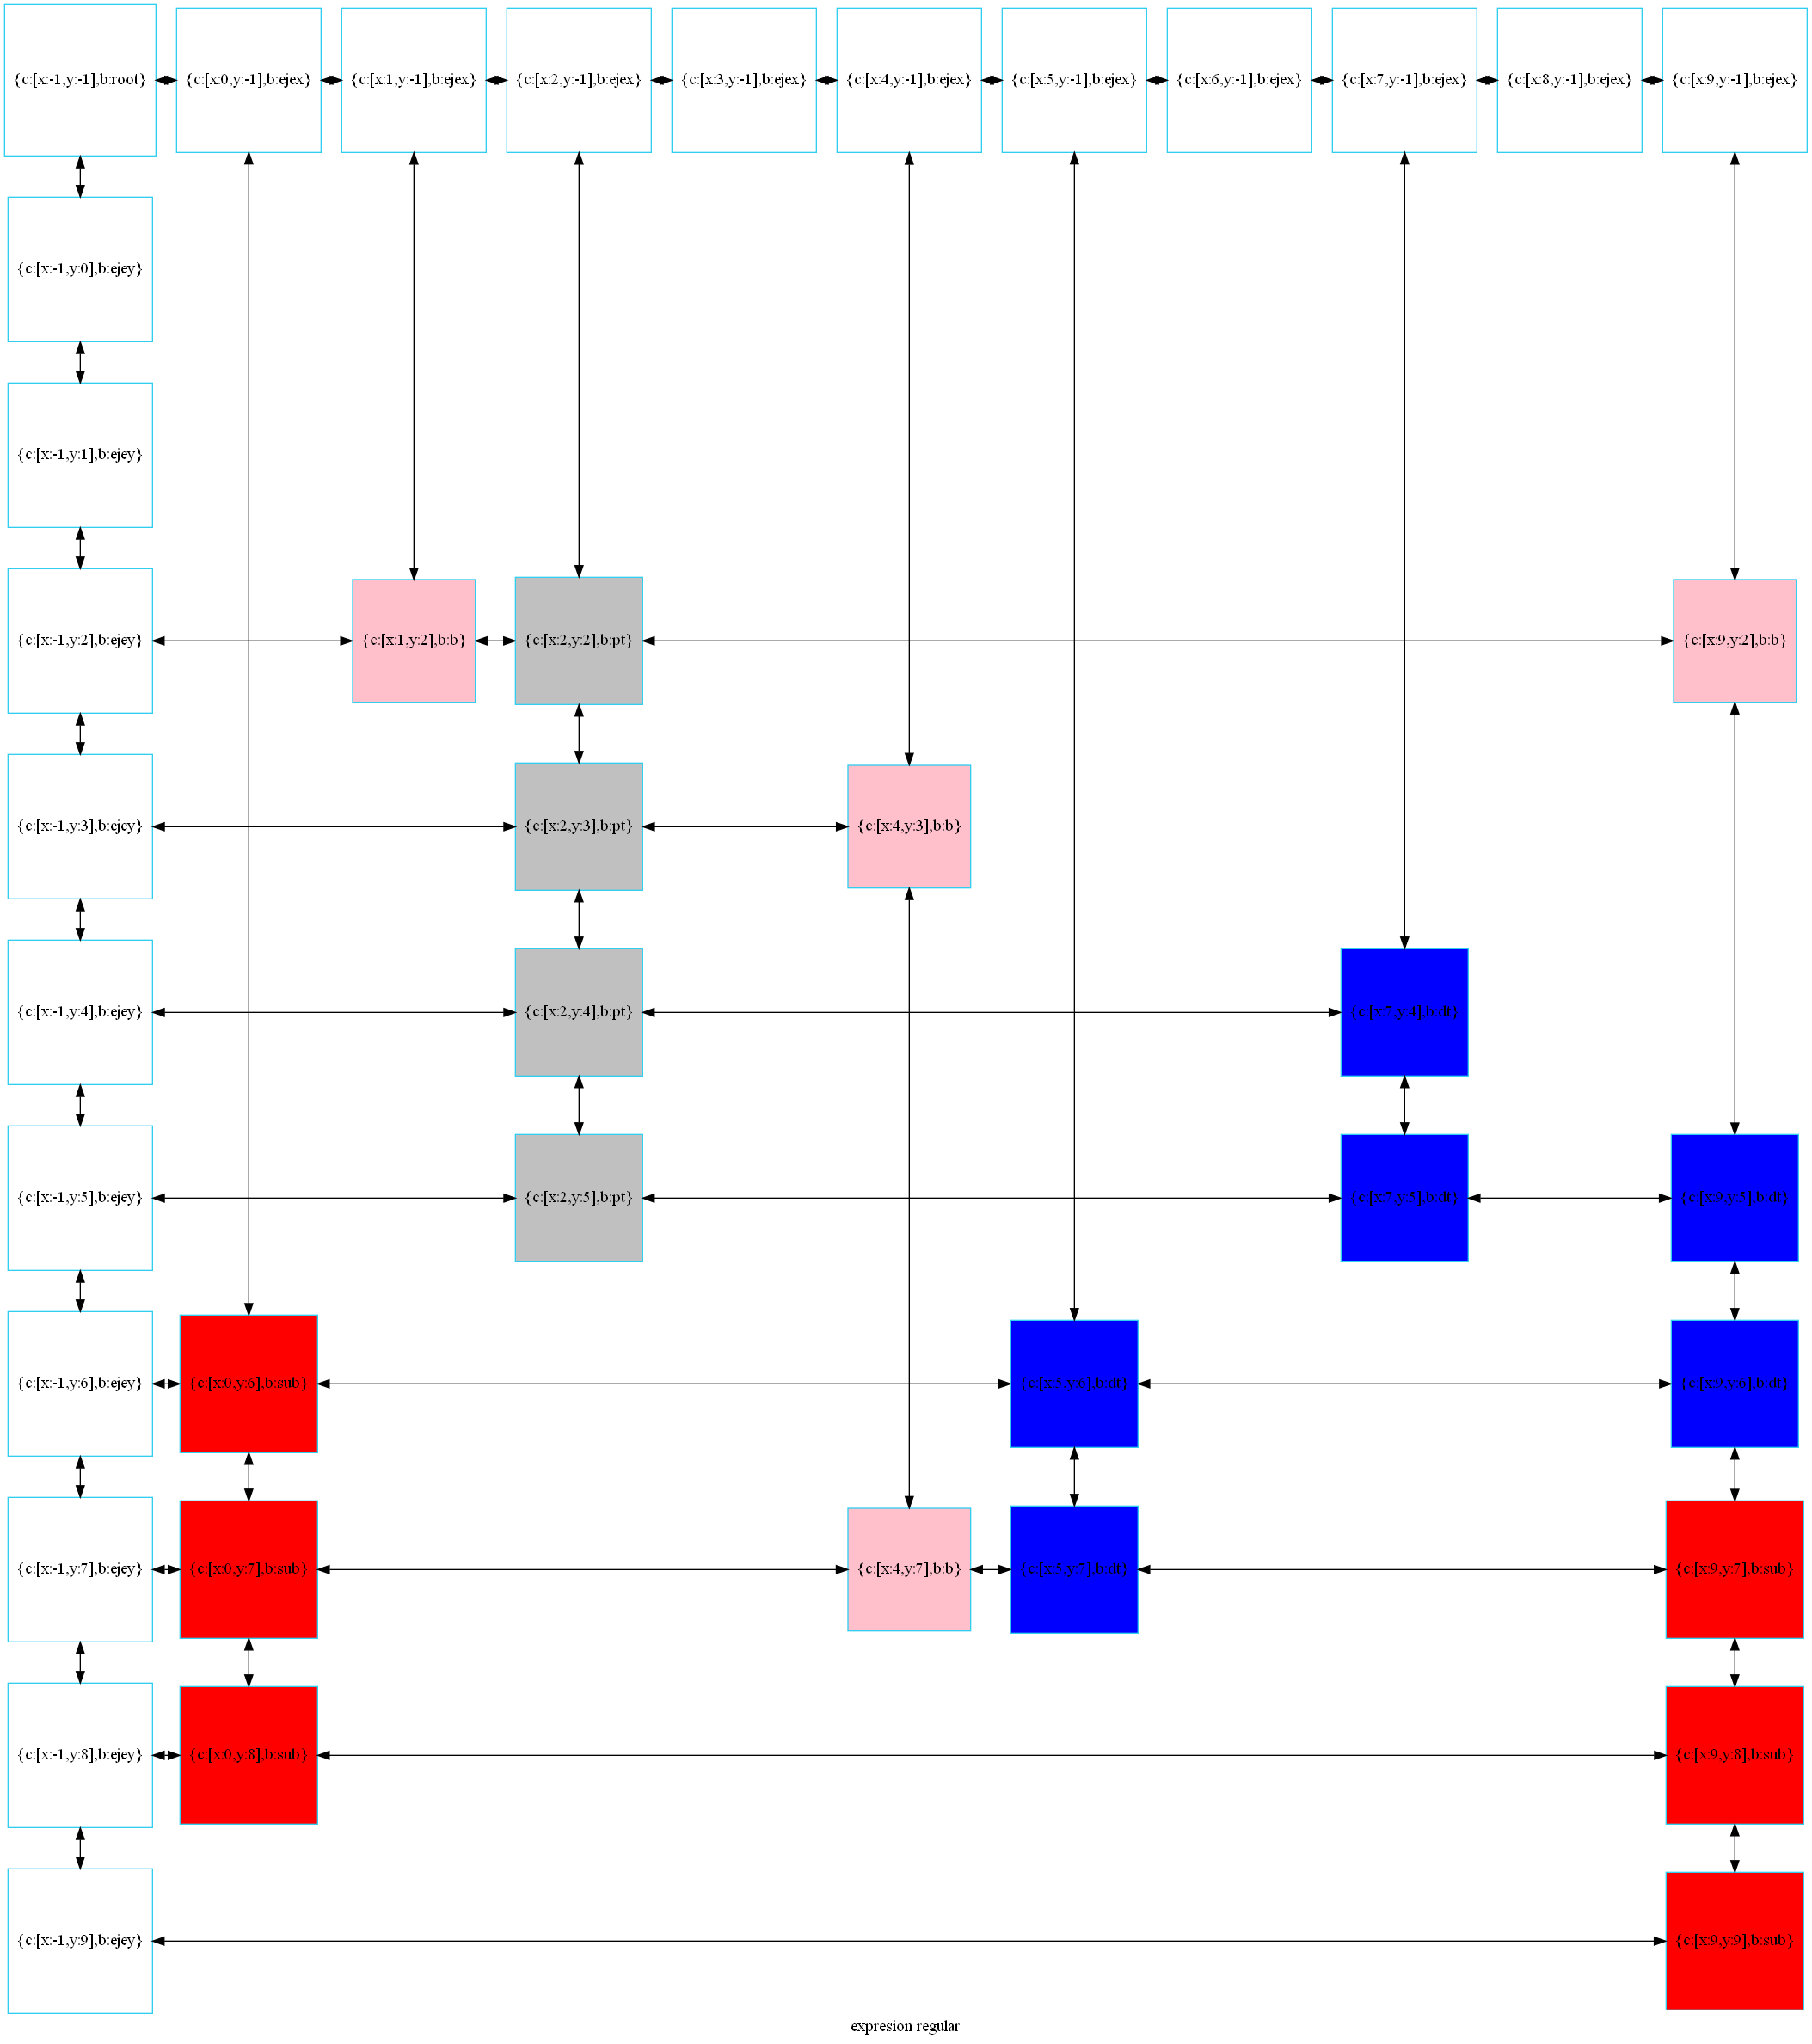 {c:[x:-1,y:-1],b:root} {c:[x:0,y:-1],b:ejex} {c:[x:1,y:-1],b:ejex} {c:[x:2,y:-1],b:ejex} {c:[x:3,y:-1],b:ejex} {c:[x:4,y:-1],b:ejex} {c:[x:5,y:-1],b:ejex} {c:[x:6,y:-1],b:ejex} {c:[x:7,y:-1],b:ejex} {c:[x:8,y:-1],b:ejex} {c:[x:9,y:-1],b:ejex}
{c:[x:-1,y:0],b:ejey}
{c:[x:-1,y:1],b:ejey}
{c:[x:-1,y:2],b:ejey} {c:[x:1,y:2],b:b} {c:[x:2,y:2],b:pt} {c:[x:9,y:2],b:b}
{c:[x:-1,y:3],b:ejey} {c:[x:2,y:3],b:pt} {c:[x:4,y:3],b:b}
{c:[x:-1,y:4],b:ejey} {c:[x:2,y:4],b:pt} {c:[x:7,y:4],b:dt}
{c:[x:-1,y:5],b:ejey} {c:[x:2,y:5],b:pt} {c:[x:7,y:5],b:dt} {c:[x:9,y:5],b:dt}
{c:[x:-1,y:6],b:ejey} {c:[x:0,y:6],b:sub} {c:[x:5,y:6],b:dt} {c:[x:9,y:6],b:dt}
{c:[x:-1,y:7],b:ejey} {c:[x:0,y:7],b:sub} {c:[x:4,y:7],b:b} {c:[x:5,y:7],b:dt} {c:[x:9,y:7],b:sub}
{c:[x:-1,y:8],b:ejey} {c:[x:0,y:8],b:sub} {c:[x:9,y:8],b:sub}
{c:[x:-1,y:9],b:ejey} {c:[x:9,y:9],b:sub}
expresion regular